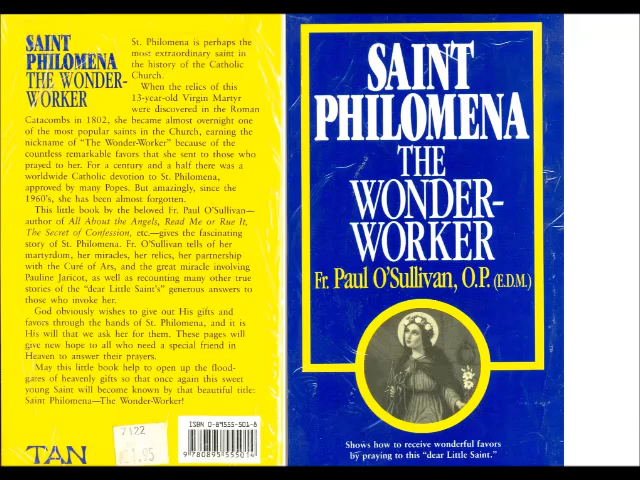 SAINT
PHILOMENA
THE WONDER-
WORKER
St. Philomena is perhaps the
most extraordinary saint in
the history of the Catholic
Church.
When the relics of this
13-year-old Virgin Martyr
were discovered in the Roman
Catacombs in 1802, she became almost overnight one
of the most popular saints in the Church, earning the
nickname of "The Wonder-Worker" because of the
countless remarkable favors that she sent to those who
prayed to her. For a century and a half there was a
worldwide Catholic devotion to St. Philomena,
approved by many Popes. But amazingly, since the
1960's, she has been almost forgotten.
This little book by the beloved Fr. Paul O'Sullivan—
author of All About the Angels, Read Me or Rue It,
The Secret of Confession, etc.—gives the fascinating
story of St. Philomena. Fr. O'Sullivan tells of her
martyrdom, her miracles, her relics, her partnership
with the Curé of Ars, and the great miracle involving
Pauline Jaricot, as well as recounting many other true
stories of the "dear Little Saint's" generous answers to
those who invoke her.
God obviously wishes to give out His gifts and
favors through the hands of St. Philomena, and it is
His will that we ask her for them. These pages will
give new hope to all who need a special friend in
Heaven to answer their prayers.
May this little book help to open up the flood-
gates of heavenly gifts so that once again this sweet
young Saint will become known by that beautiful title:
Saint Philomena—The Wonder-Worker!
TAN
7122
ISBN 0-89555-501-8
9 780895 555014
SAINT
PHILOMENA
THE
WONDER-
WORKER
Fr. Paul O'Sullivan, O.P. (E.D.M.)
Shows how to receive wonderful favors
by praying to this "dear Little Saint."